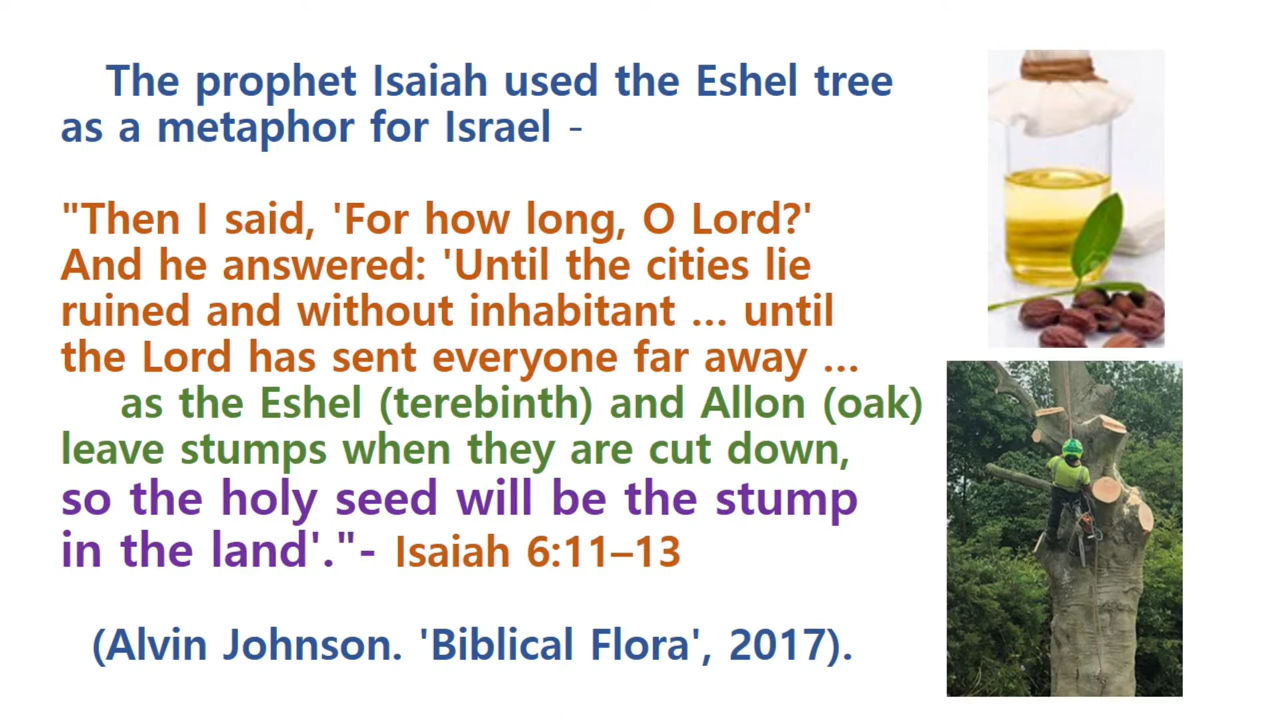 The prophet Isaiah used the Eshel tree
as a metaphor for Israel -
"Then I said, 'For how long, O Lord?'
And he answered: 'Until the cities lie
ruined and without inhabitant ... until
the Lord has sent everyone far away ...
as the Eshel (terebinth) and Allon (oak)
leave stumps when they are cut down,
so the holy seed will be the stump
in the land'."- Isaiah 6:11–13
(Alvin Johnson. 'Biblical Flora', 2017).